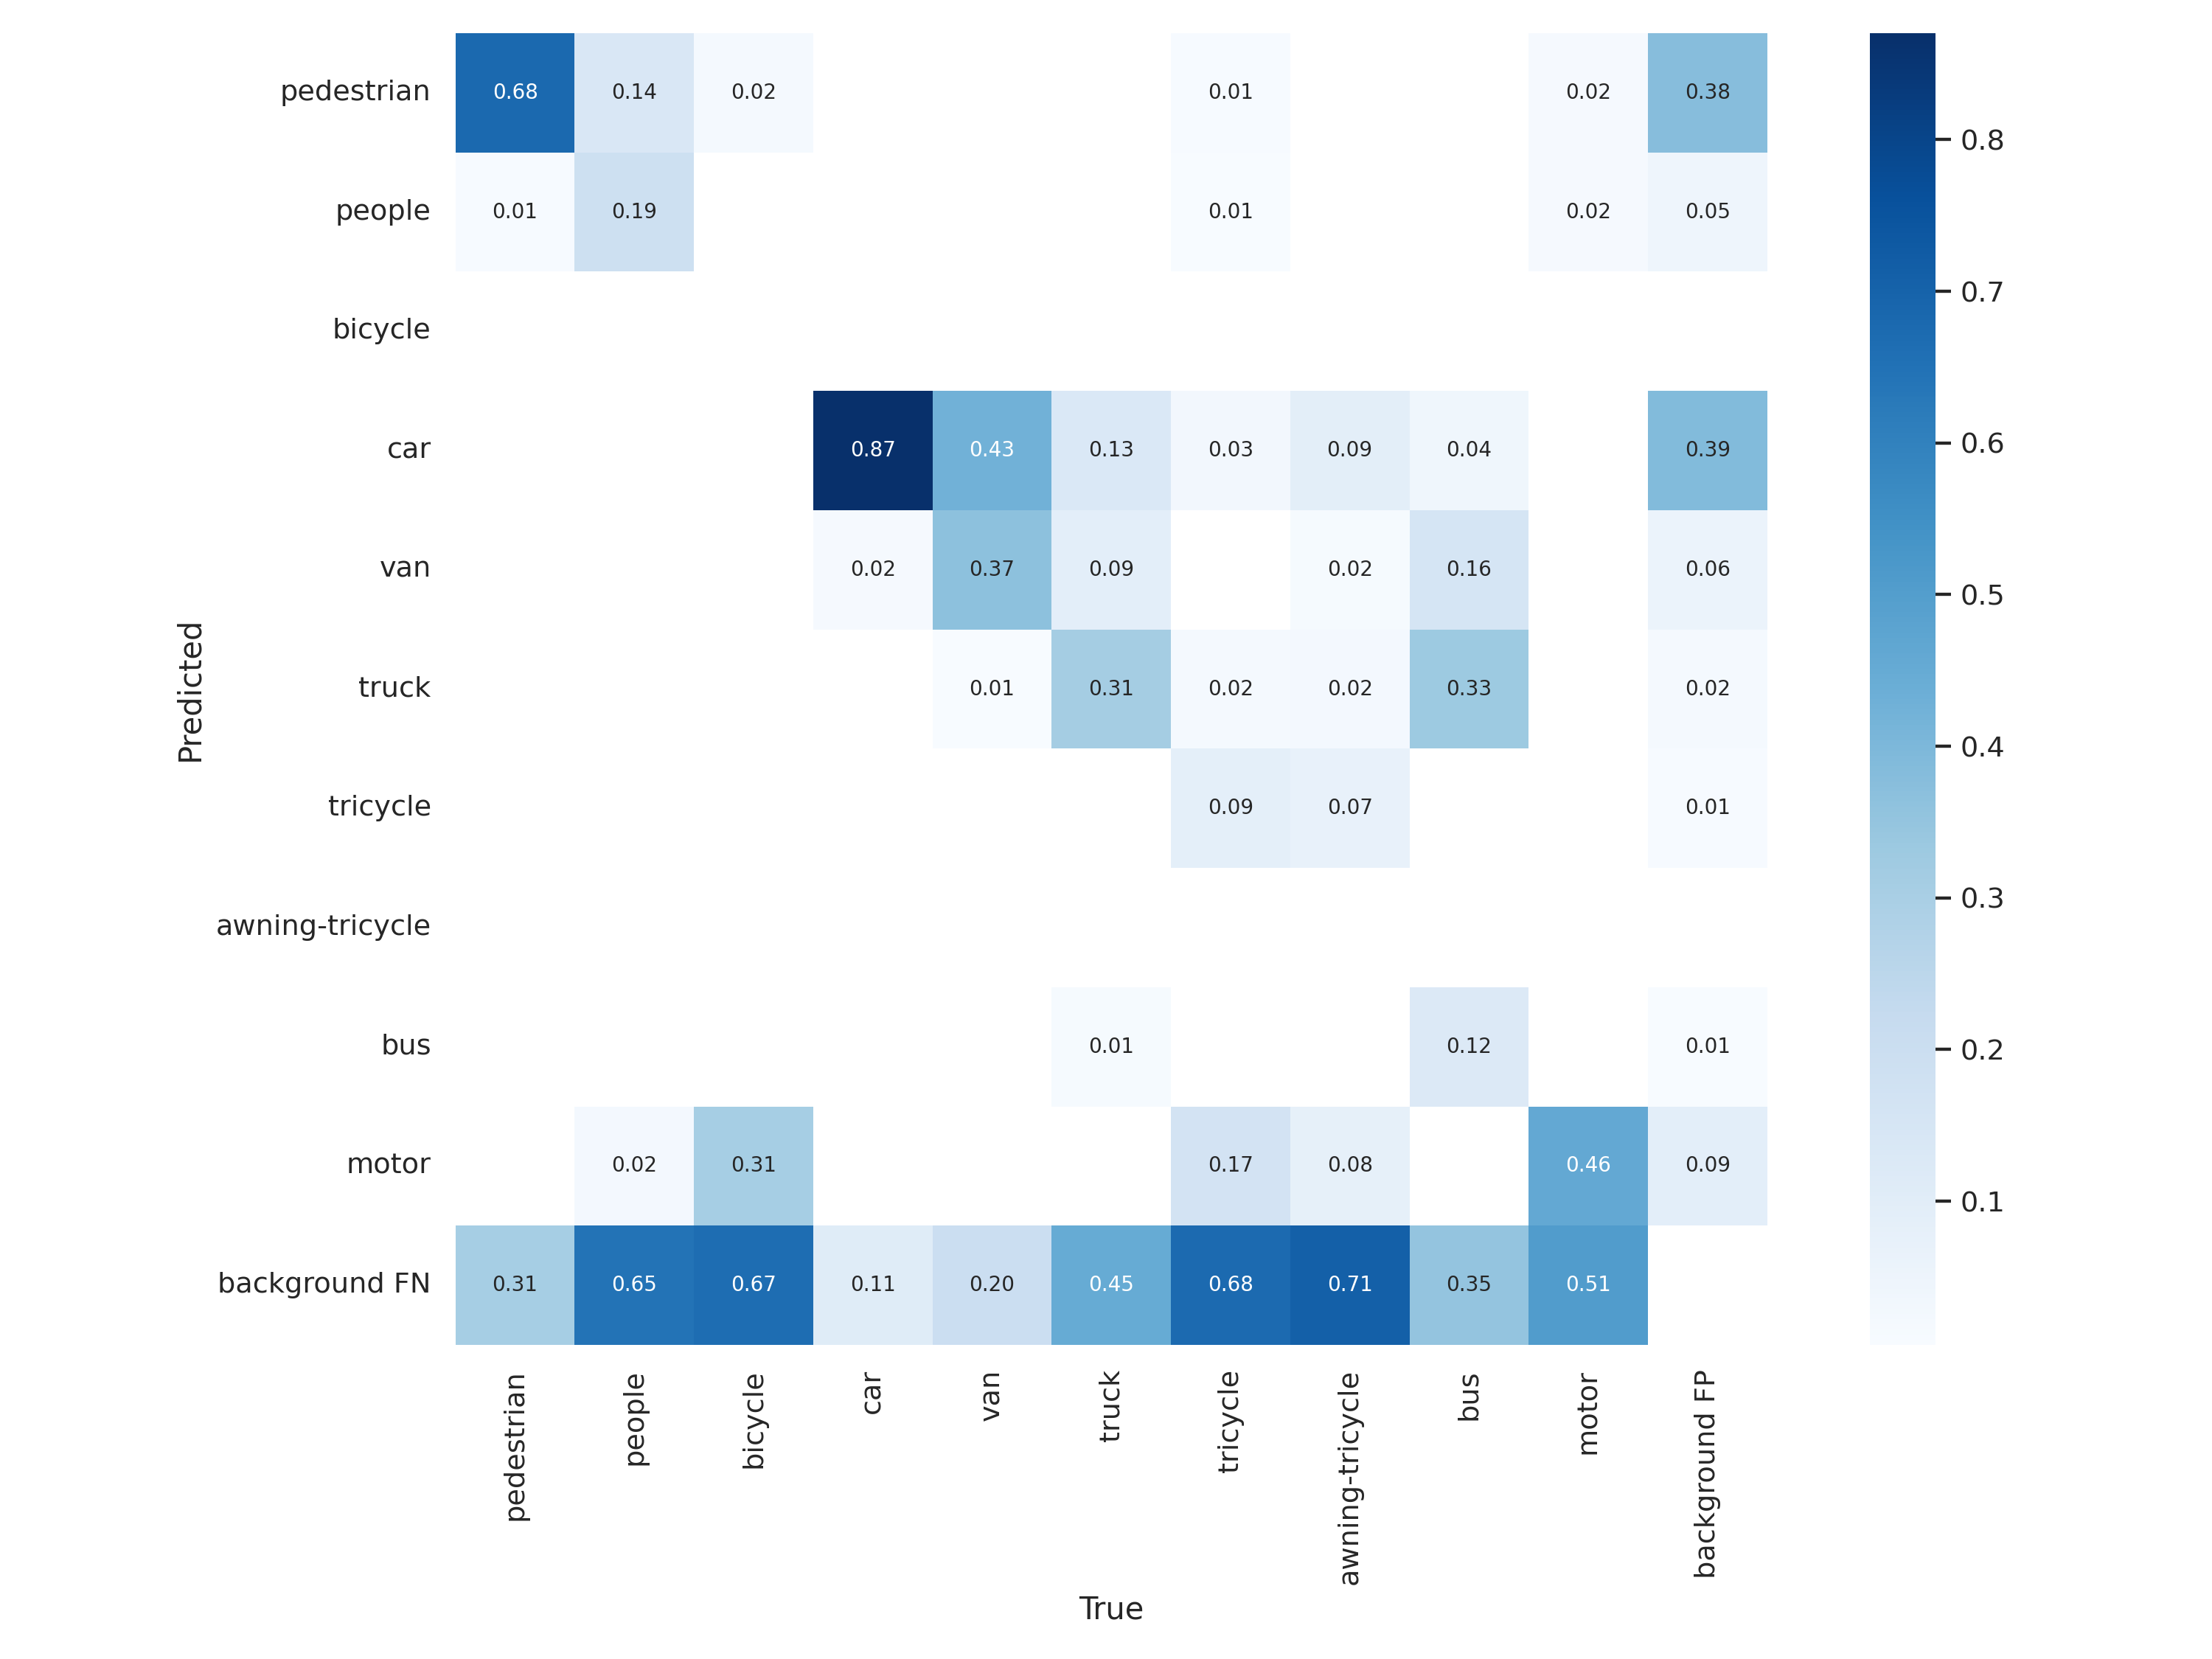 pedestrian 0.68 0.14 0.02 0.01 0.02 0.38
people 0.01 0.19 0.01 0.02 0.05
bicycle
car 0.87 0.43 0.13 0.03 0.09 0.04 0.39
van 0.02 0.37 0.09 0.02 0.16 0.06
truck 0.01 0.31 0.02 0.02 0.33 0.02
tricycle 0.09 0.07 0.01
awning-tricycle
bus 0.01 0.12 0.01
motor 0.02 0.31 0.17 0.08 0.46 0.09
background FN 0.31 0.65 0.67 0.11 0.20 0.45 0.68 0.71 0.35 0.51
Predicted
pedestrian
people
bicycle
car
van
truck
tricycle
awning-tricycle
bus
motor
background FP
True
0.8
0.7
0.6
0.5
0.4
0.3
0.2
0.1